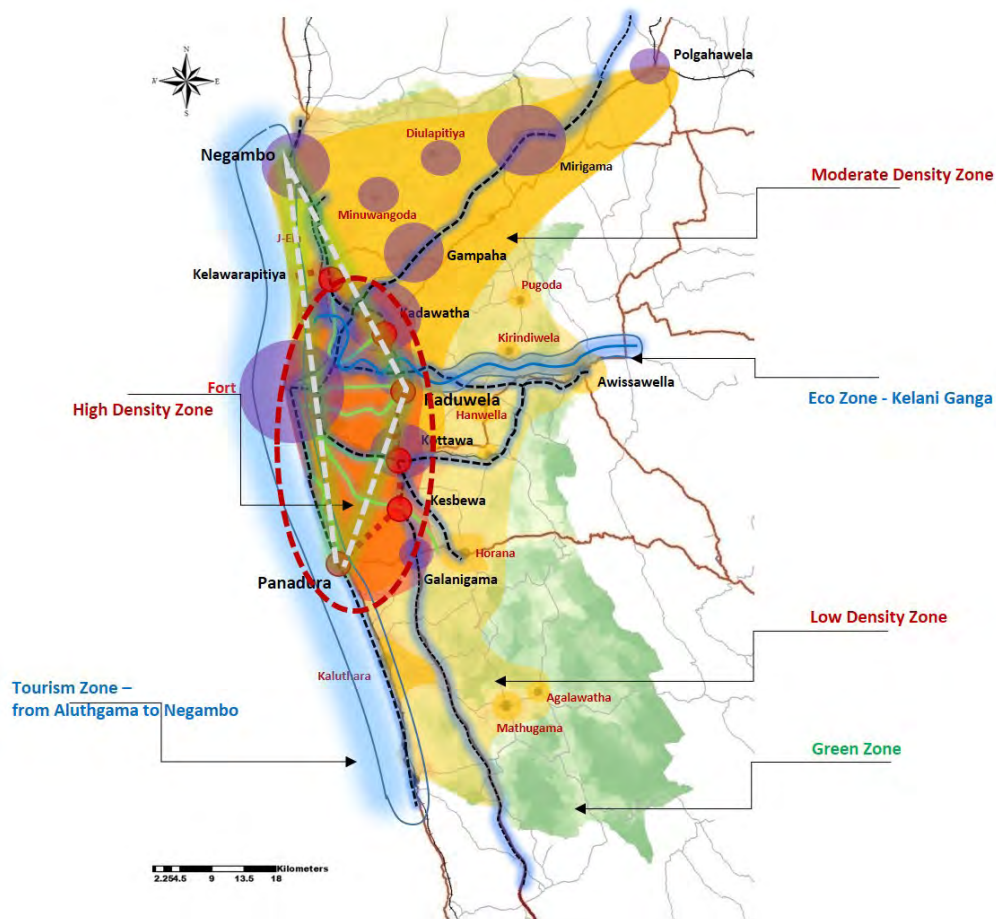 Polgahawela
N
W
E
S
Diulapitiya
Negambo
Mirigama
Moderate Density Zone
Minuwangoda
Gampaha
Kelawarapitiya
Pugoda
Kadawatha
Kirindiwela
Fort
Awissawella
High Density Zone
Kaduwela
Eco Zone - Kelani Ganga
Hanwella
Kottawa
Kesbewa
Horana
Panadura
Galanigama
Low Density Zone
Kaluthara
Tourism Zone –
from Aluthgama to Negambo
Agalawatha
Mathugama
Green Zone
Kilometers
2.254.5 9 13.5 18